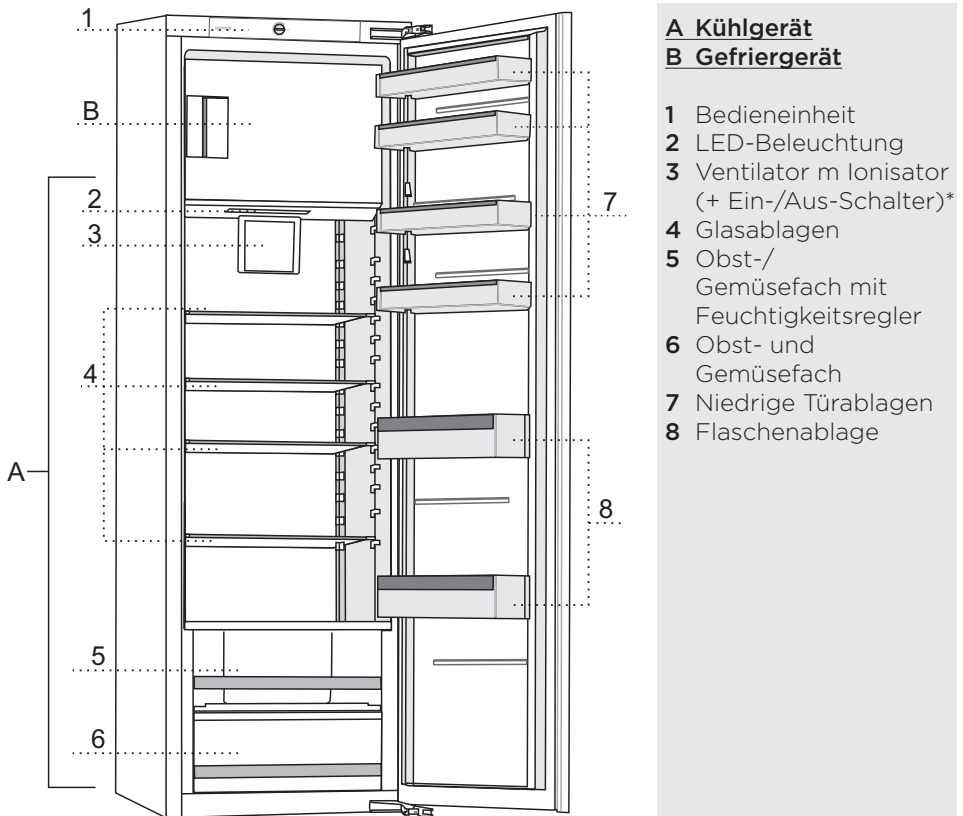 1
B
2
3
4
A
5
6
7
8
A Kühlgerät
B Gefriergerät
1 Bedieneinheit
2 LED-Beleuchtung
3 Ventilator m Ionisator
(+ Ein-/Aus-Schalter)*
4 Glasablagen
5 Obst-/
Gemüsefach mit
Feuchtigkeitsregler
6 Obst- und
Gemüsefach
7 Niedrige Türablagen
8 Flaschenablage